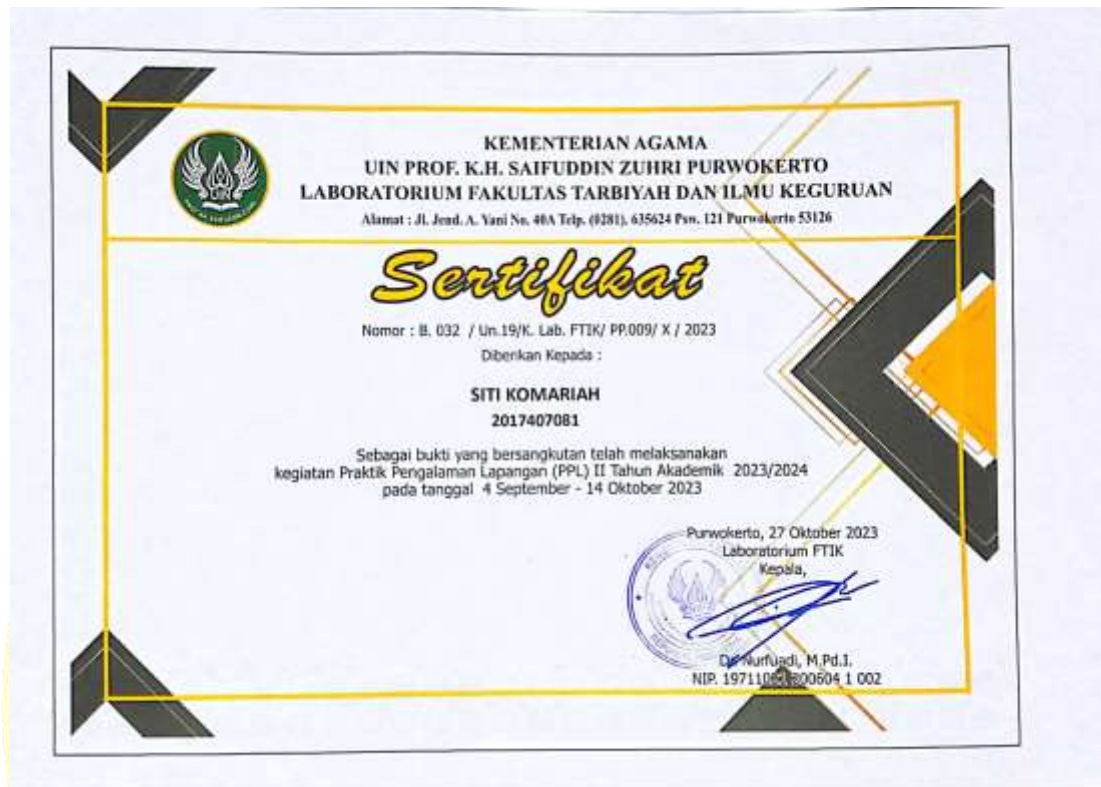 KEMENTERIAN AGAMA
UIN PROF. K.H. SAIFUDDIN ZUHRI PURWOKERTO
LABORATORIUM FAKULTAS TARBIYAH DAN ILMU KEGURUAN
Alamat : Jl. Jend. A. Yani No. 40A Telp. (0281). 635624 Psw. 121 Purwokerto 53126
UIN
Sertifikat
Nomor : B. 032 / Un.19/K. Lab. FTIK/ PP.009/ X / 2023
Diberikan Kepada :
SITI KOMARIAH
2017407081
Sebagai bukti yang bersangkutan telah melaksanakan
kegiatan Praktik Pengalaman Lapangan (PPL) II Tahun Akademik 2023/2024
pada tanggal 4 September - 14 Oktober 2023
Purwokerto, 27 Oktober 2023
Laboratorium FTIK
Kepala,
Nurfuadi, M.Pd.I.
NIP. 1 002